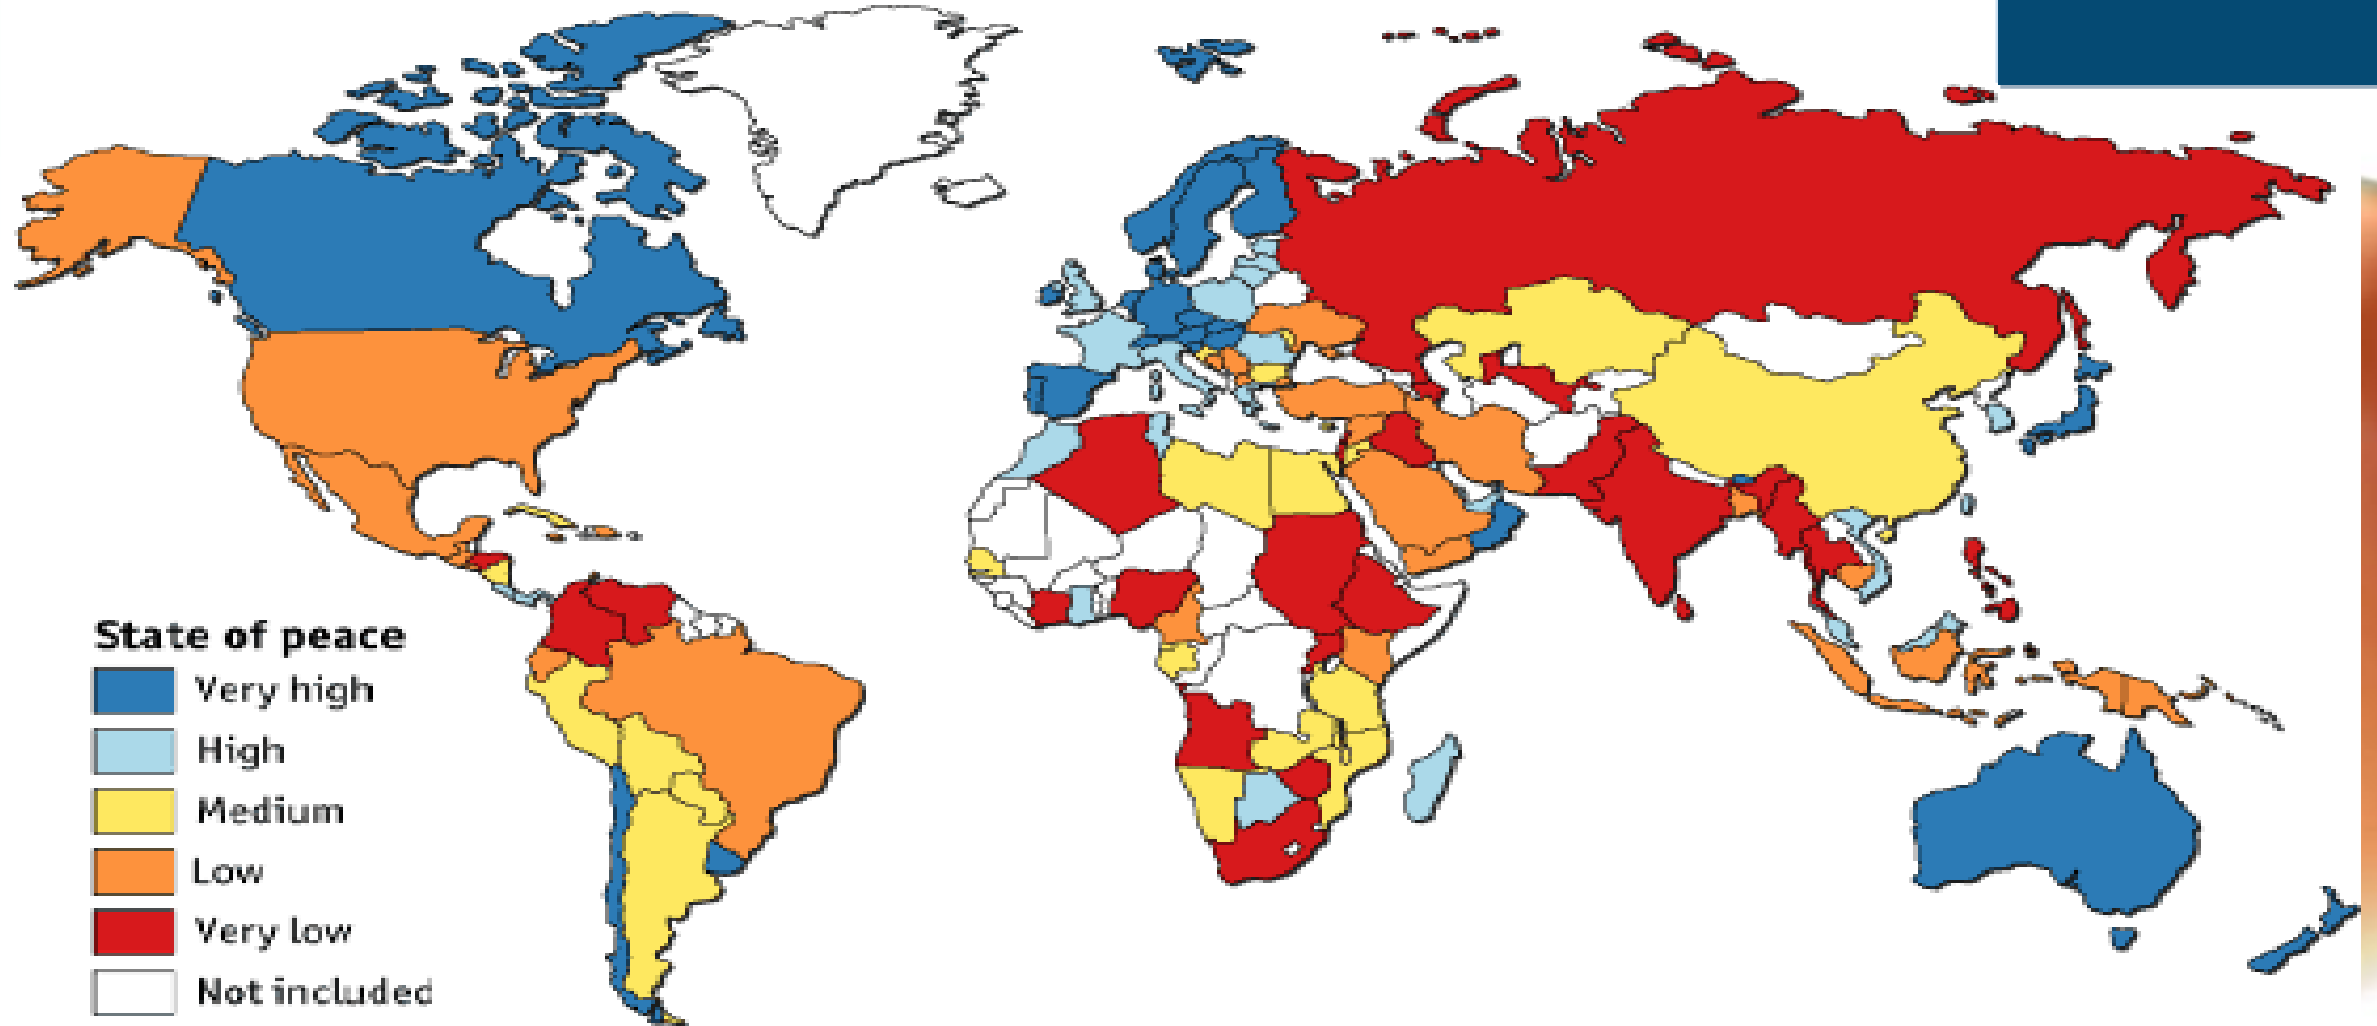 State of peace
Very high
High
Medium
Low
Very low
Not included